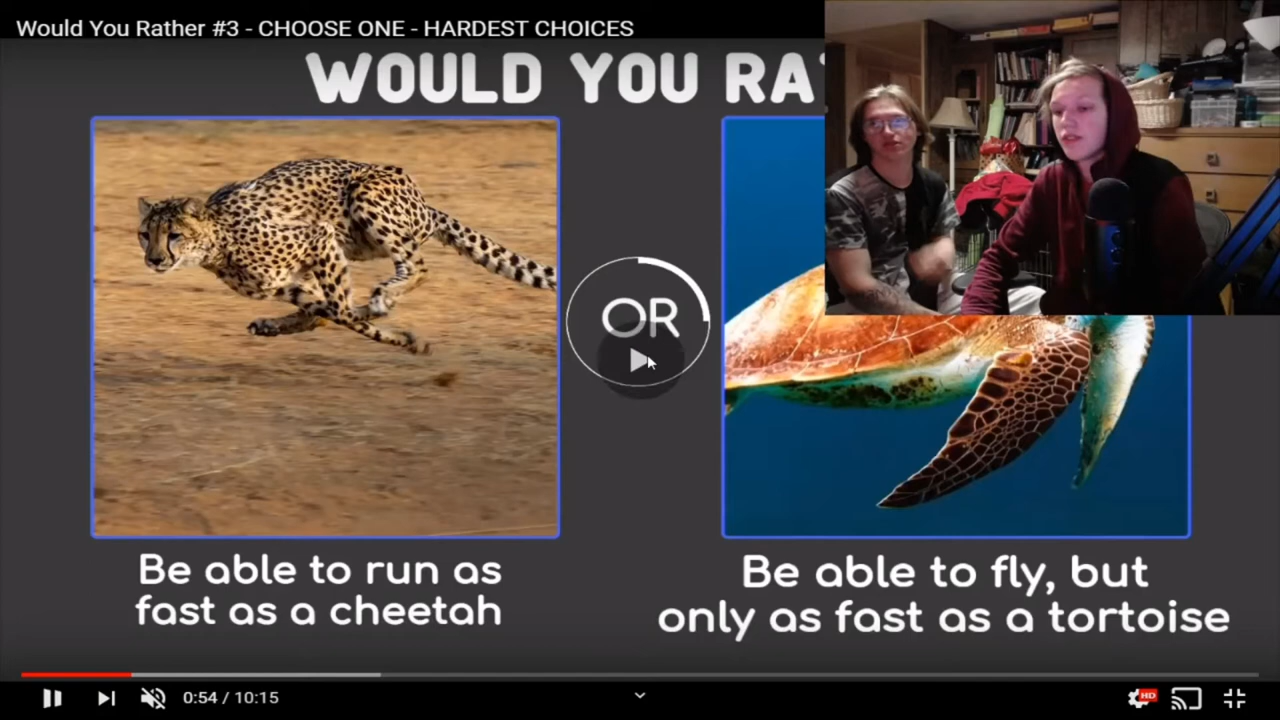 Would You Rather #3 - CHOOSE ONE - HARDEST CHOICES
WOULD YOU
OR
Be able to run as
fast as a cheetah
Be able to fly, but
only as fast as a tortoise
0:54 / 10:15
HD